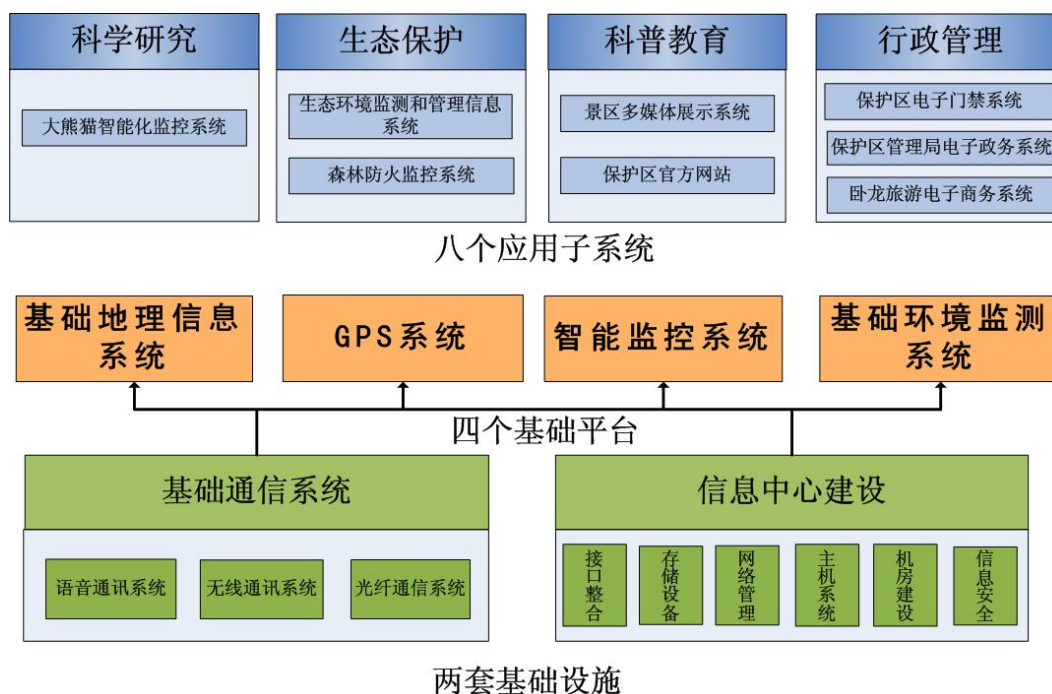 科学研究
生态保护
科普教育
行政管理
大熊猫智能化监控系统
生态环境监测和管理信息
系统
森林防火监控系统
景区多媒体展示系统
保护区官方网站
保护区电子门禁系统
保护区管理局电子政务系统
卧龙旅游电子商务系统
八个应用子系统
基础地理信息
系统
GPS系统
智能监控系统
基础环境监测
系统
四个基础平台
基础通信系统
信息中心建设
语音通讯系统
无线通讯系统
光纤通信系统
接口整合
存储设备
网络管理
主机系统
机房建设
信息安全
两套基础设施